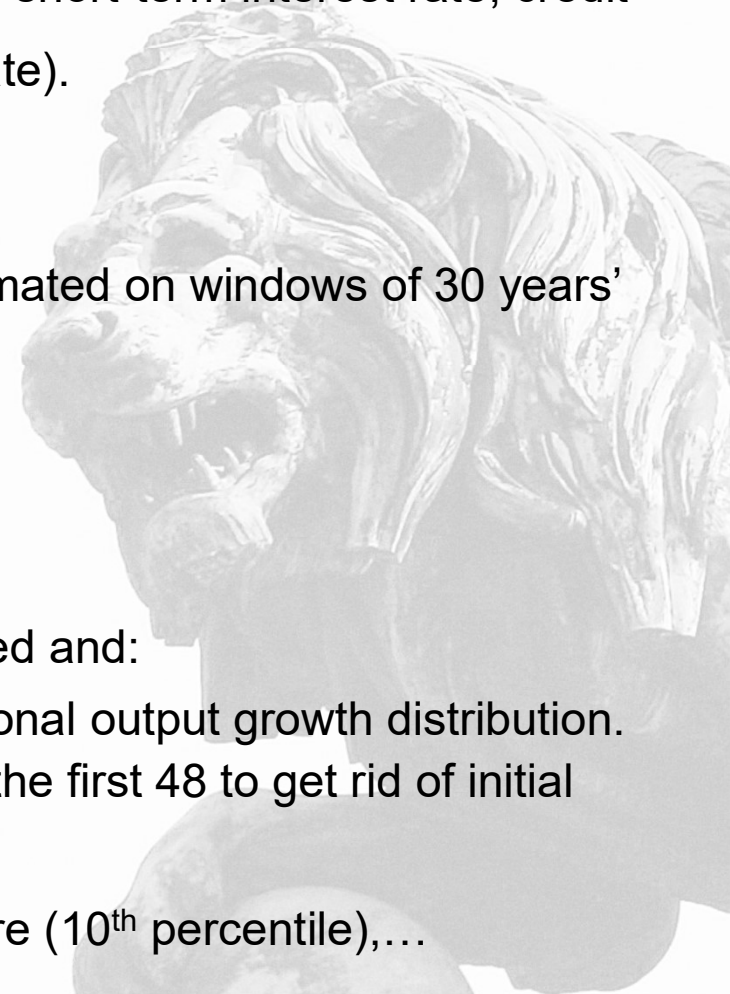 short-term interest rate, credit
te).
mated on windows of 30 years’
ed and:
onal output growth distribution.
the first 48 to get rid of initial
re (10th percentile),…